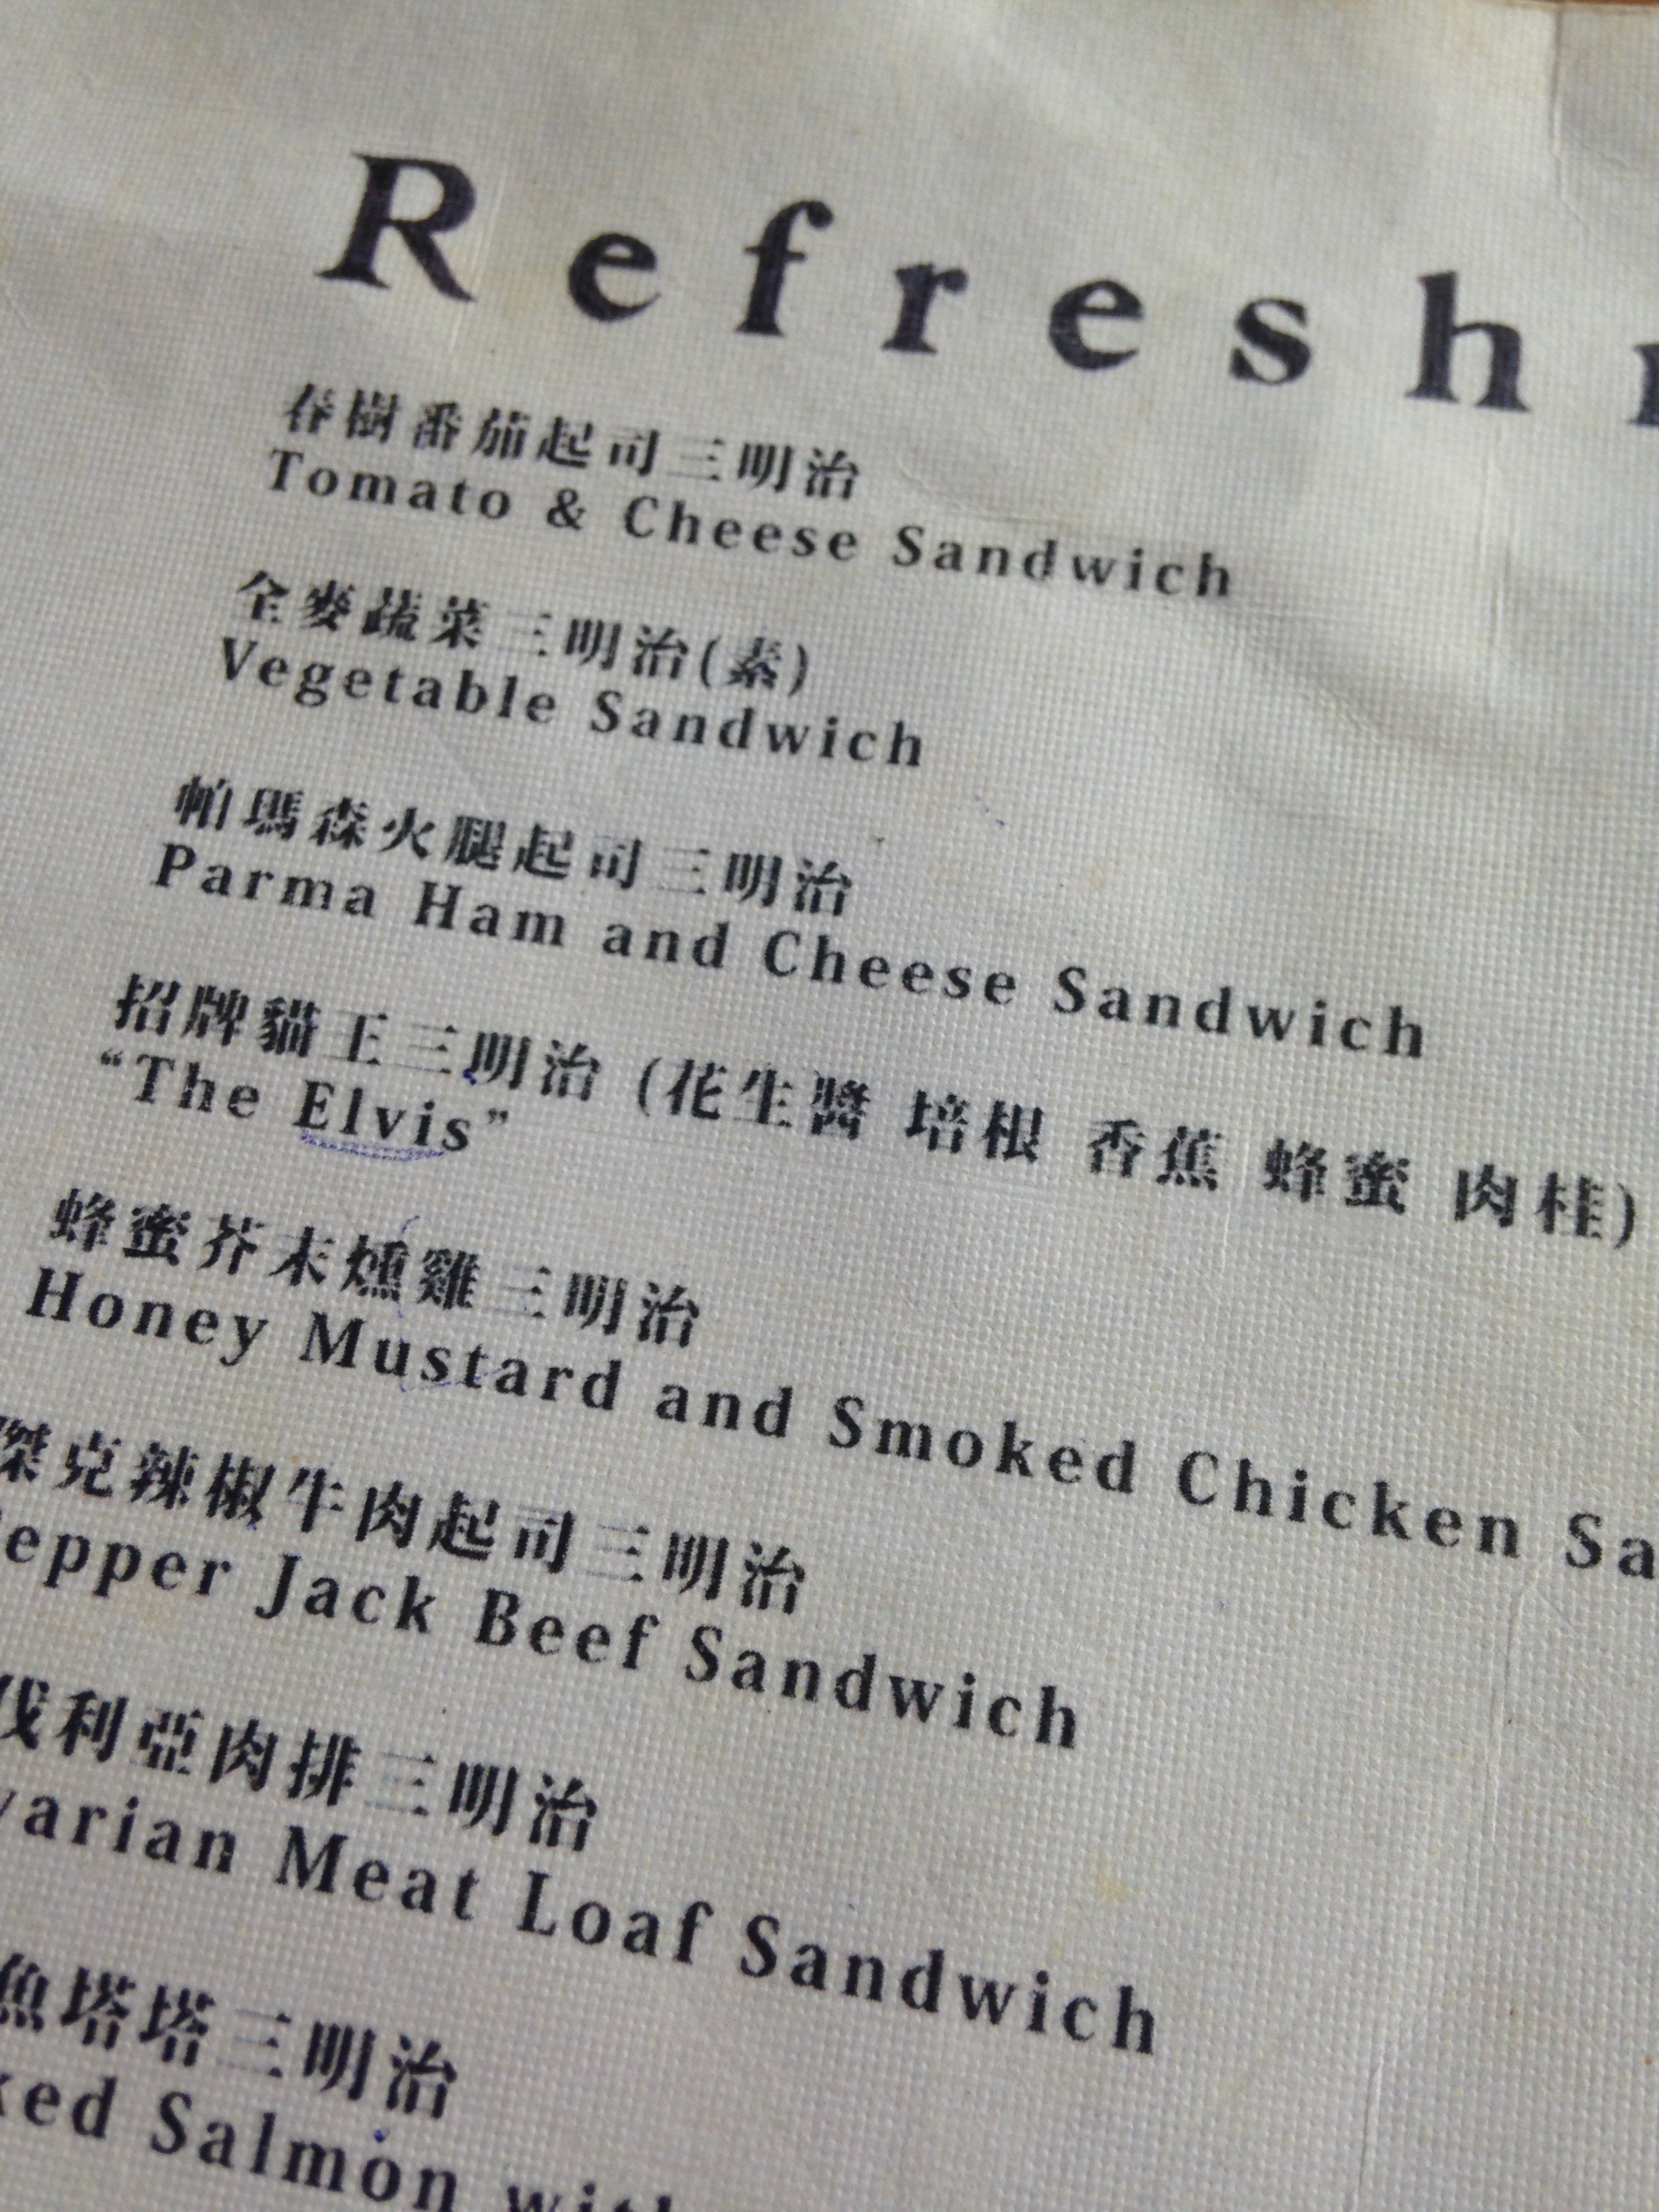 Refresh
春樹番茄起司三明治
Tomato & Cheese Sandwich
全麥蔬菜三明治(素)
Vegetable Sandwich
帕瑪森火腿起司三明治
Parma Ham and Cheese Sandwich
招牌貓王三明治 (花生醬 培根 香蕉 蜂蜜 肉桂)
“The Elvis”
蜂蜜芥末燻雞三明治
Honey Mustard and Smoked Chicken Sa
傑克辣椒牛肉起司三明治
epper Jack Beef Sandwich
伐利亞肉排三明治
varian Meat Loaf Sandwich
魚塔塔三明治
ked Salmon with